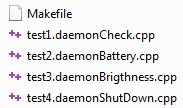 Makefile
test1.daemonCheck.cpp
test2.daemonBattery.cpp
test3.daemonBrigthness.cpp
test4.daemonShutDown.cpp